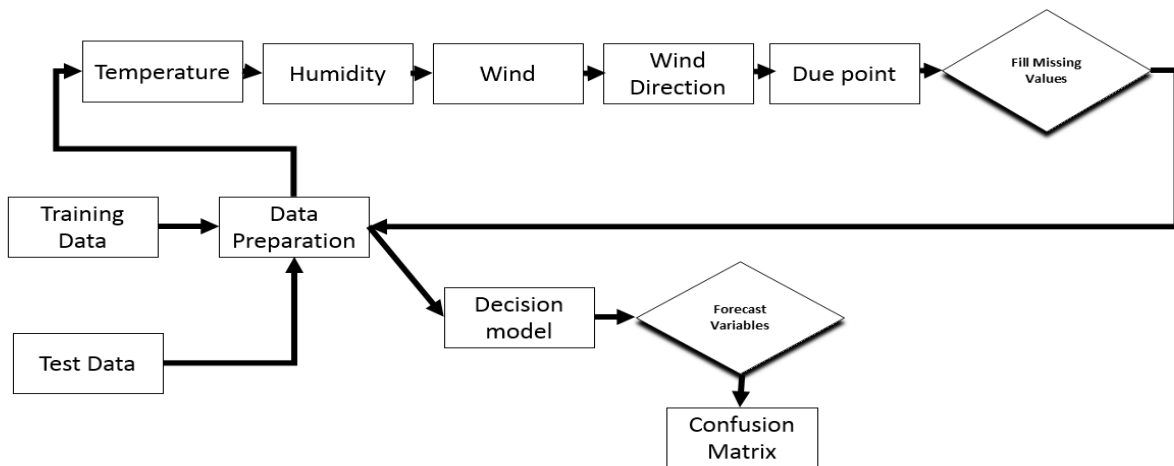 Temperature
Humidity
Wind
Wind
Direction
Due point
Fill Missing
Values
Training
Data
Data
Preparation
Decision
model
Forecast
Variables
Test Data
Confusion
Matrix